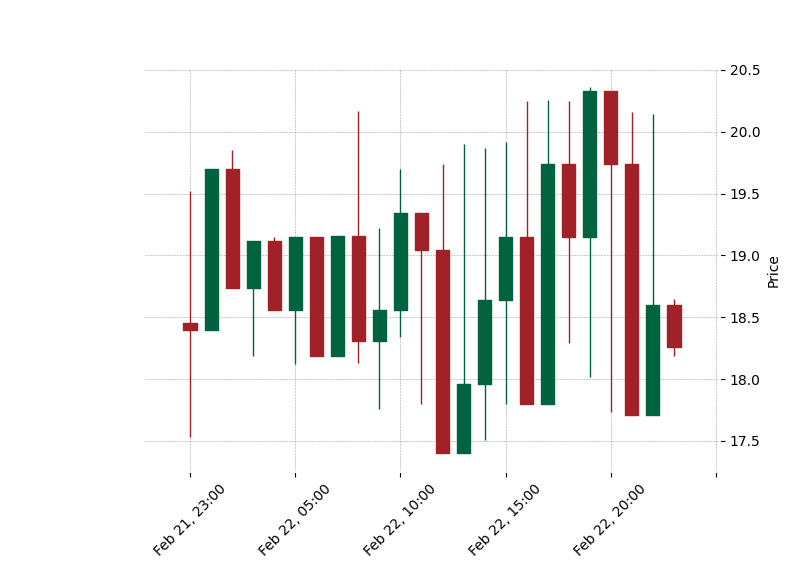 20.5
20.0
19.5
19.0
18.5
18.0
17.5
Price
Feb 21, 23:00
Feb 22, 05:00
Feb 22, 10:00
Feb 22, 15:00
Feb 22, 20:00